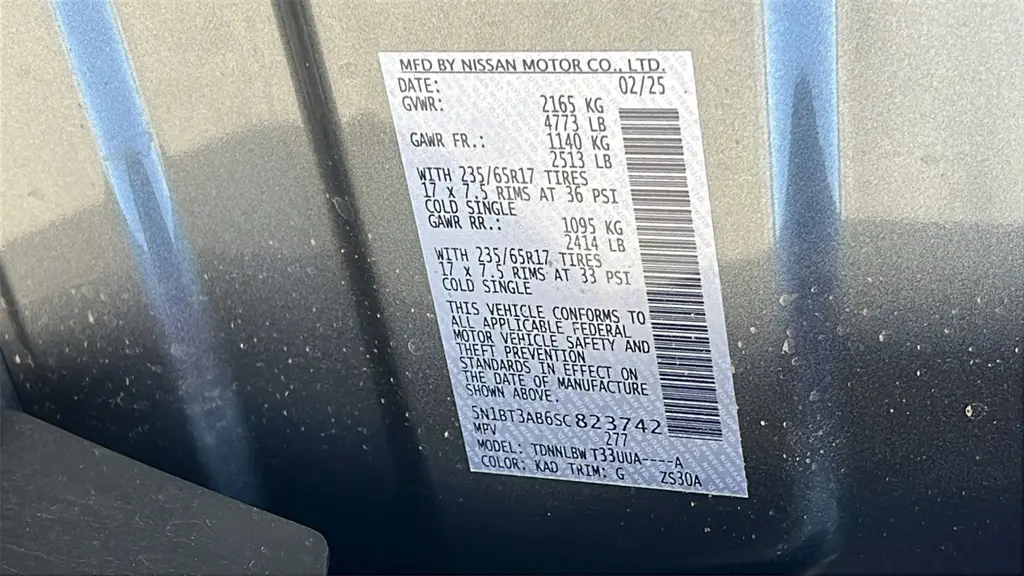 MFD BY NISSAN MOTOR CO., LTD.
DATE: 02/25
GVWR: 2165 KG
4773 LB
GAWR FR.: 1140 KG
2513 LB
WITH 235/65R17 TIRES
17 X 7.5 RIMS AT 36 PSI
COLD SINGLE
GAWR RR.: 1095 KG
2414 LB
WITH 235/65R17 TIRES
17 X 7.5 RIMS AT 33 PSI
COLD SINGLE
THIS VEHICLE CONFORMS TO
ALL APPLICABLE FEDERAL
MOTOR VEHICLE SAFETY AND
THEFT PREVENTION
STANDARDS IN EFFECT ON
THE DATE OF MANUFACTURE
SHOWN ABOVE.
5N1BT3AB6SC823742
MPV 277
MODEL: TDNNLBW T33UUA----A
COLOR: KAD TRIM: G ZS30A